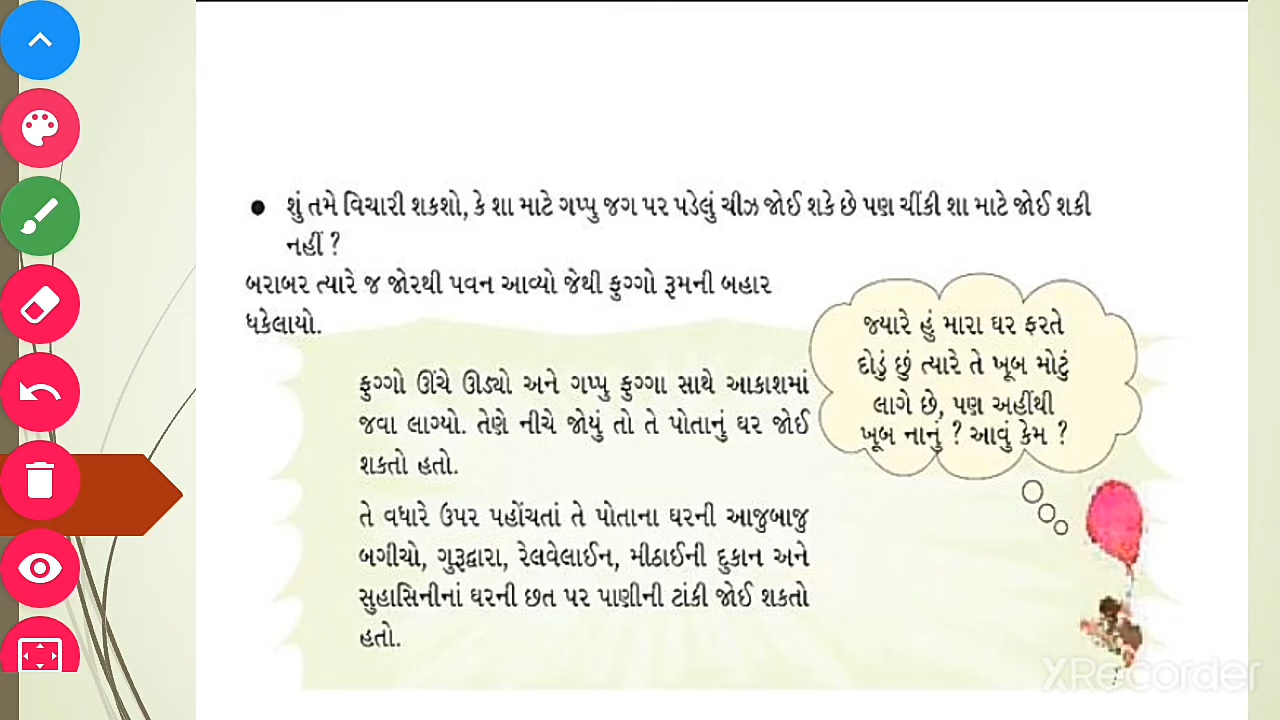 ● શું તમે વિચારી શકશો, કે શા માટે ગપ્પુ જગ પર પડેલું ચીઝ જોઈ શકે છે પણ ચીંકી શા માટે જોઈ શકી
નહીં ?
બરાબર ત્યારે જ જોરથી પવન આવ્યો જેથી ફુગ્ગો રૂમની બહાર
ધકેલાયો.
ફુગ્ગો ઊંચે ઊડ્યો અને ગપ્પુ ફુગ્ગા સાથે આકાશમાં
જવા લાગ્યો. તેણે નીચે જોયું તો તે પોતાનું ઘર જોઈ
શકતો હતો.
તે વધારે ઉપર પહોંચતાં તે પોતાના ઘરની આજુબાજુ
બગીચો, ગુરૂદ્વારા, રેલવેલાઈન, મીઠાઈની દુકાન અને
સુહાસિનીનાં ઘરની છત પર પાણીની ટાંકી જોઈ શકતો
હતો.
જ્યારે હું મારા ઘર ફરતે
દોડું છું ત્યારે તે ખૂબ મોટું
લાગે છે, પણ અહીંથી
ખૂબ નાનું ? આવું કેમ ?
XRecorder